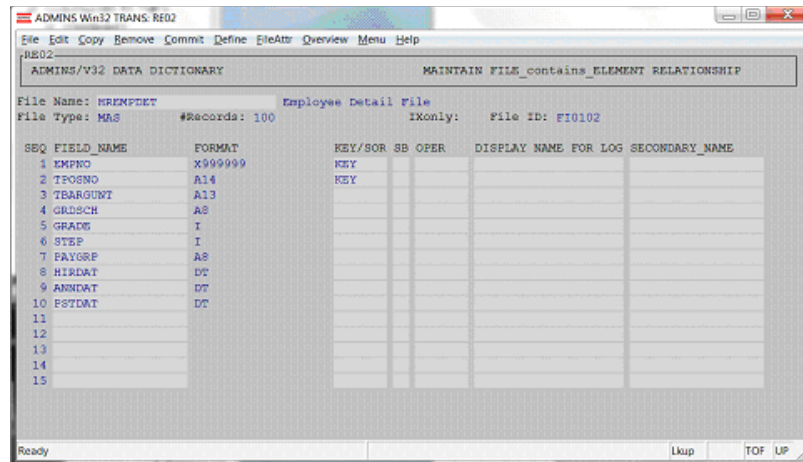 ADMINS Win32 TRANS: RE02
File Edit Copy Remove Commit Define FileAttr Overview Menu Help
RE02
ADMINS/V32 DATA DICTIONARY MAINTAIN FILE_contains_ELEMENT RELATIONSHIP
File Name: HREMPDET Employee Detail File
File Type: MAS #Records: 100 IXonly: File ID: FI0102
SEQ FIELD_NAME FORMAT KEY/SOR SB OPER DISPLAY NAME FOR LOG SECONDARY_NAME
1 EMPNO X999999 KEY
2 TPOSNO A14 KEY
3 TBARGUNT A13
4 GRDSCH A8
5 GRADE I
6 STEP I
7 PAYGRP A8
8 HIRDAT DT
9 ANNDAT DT
10 PSTDAT DT
11
12
13
14
15
Ready Lkup TOF UP